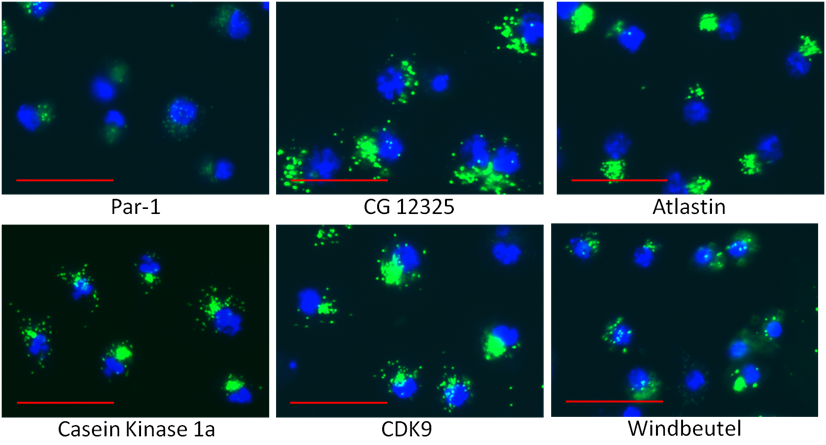 Par-1
CG 12325
Atlastin
Casein Kinase 1a
CDK9
Windbeutel